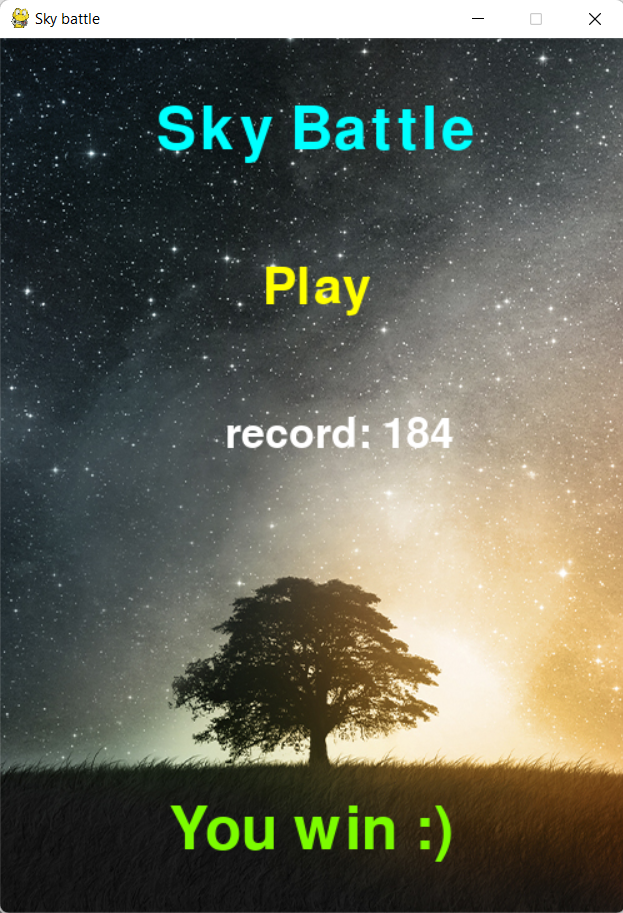 Sky battle
Sky Battle
Play
record: 184
You win :)